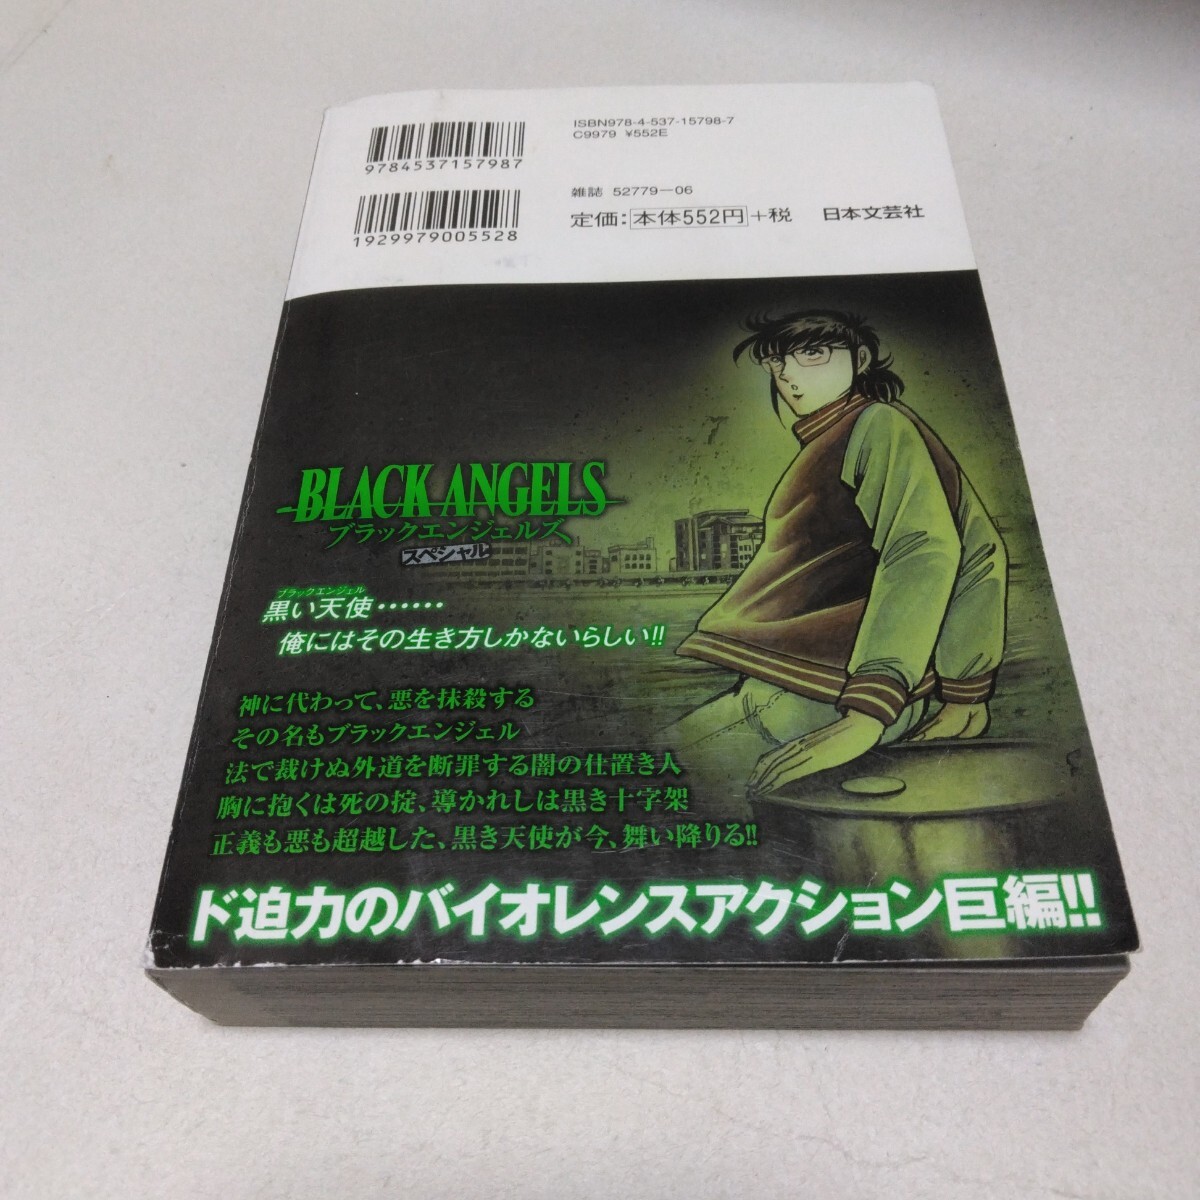 ISBN978-4-537-15798-7
C9979 ¥552E
9784537157987
雑誌 52779-06
定価:本体552円+税 日本文芸社
1929979005528
BLACK ANGELS
ブラックエンジェルズ
スペシャル
ブラックエンジェル
黒い天使……
俺にはその生き方しかないらしい!!
神に代わって、悪を抹殺する
その名もブラックエンジェル
法で裁けぬ外道を断罪する闇の仕置き人
胸に抱くは死の掟、導かれしは黒き十字架
正義も悪も超越した、黒き天使が今、舞い降りる!!
ド迫力のバイオレンスアクション巨編!!